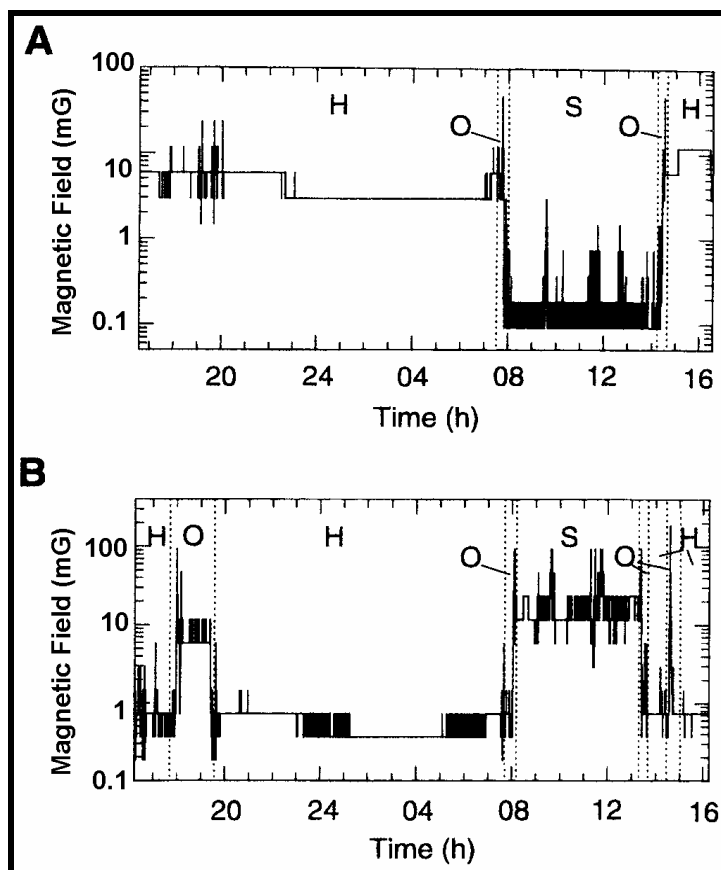 A
Magnetic Field (mG)
100
10
1
0.1
H
O
S
O
H
20 24 04 08 12 16
Time (h)
B
Magnetic Field (mG)
100
10
1
0.1
H O H
O
S
O
H
20 24 04 08 12 16
Time (h)